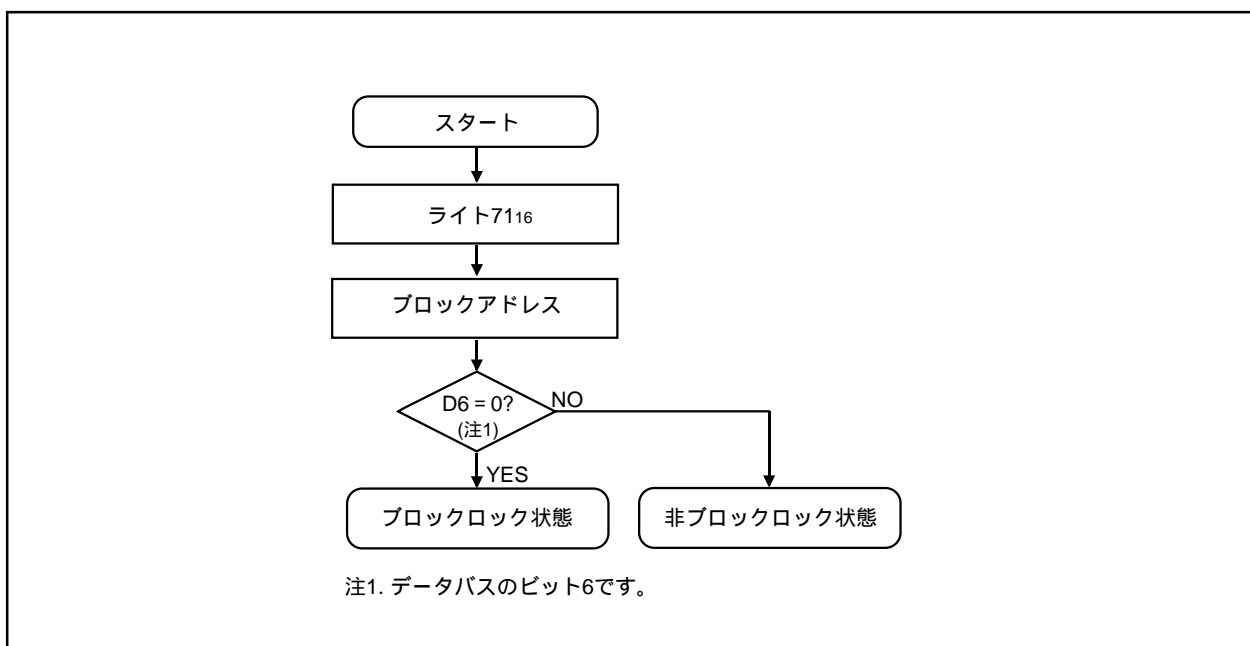 スタート
ライト7116
ブロックアドレス
D6 = 0?
(注1)
NO
YES
ブロックロック状態
非ブロックロック状態
注1. データバスのビット6です。